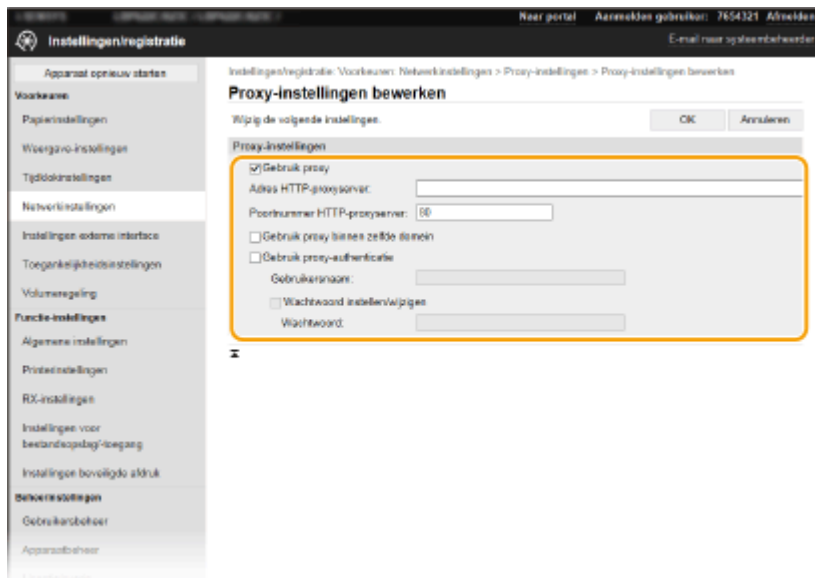 Naar portal Aanmelden gebruiker: 7654321 Afmelden
Instellingen/registratie
E-mail naar systeembeheerder
Apparaat opnieuw starten
Voorkeuren
Papierinstellingen
Weergave-instellingen
Tijdklokinstellingen
Netwerkinstellingen
Instellingen externe interface
Toegankelijkheidsinstellingen
Volumeregeling
Functie-instellingen
Algemene instellingen
Printerinstellingen
RX-instellingen
Instellingen voor
bestandsopslag/-toegang
Instellingen beveiligde afdruk
Beheerinstellingen
Gebruikersbeheer
Apparaatbeheer
Instellingen/registratie: Voorkeuren: Netwerkinstellingen > Proxy-instellingen > Proxy-instellingen bewerken
Proxy-instellingen bewerken
Wijzig de volgende instellingen.
OK
Annuleren
Proxy-instellingen
Gebruik proxy
Adres HTTP-proxyserver:
Poortnummer HTTP-proxyserver: 80
Gebruik proxy binnen zelfde domein
Gebruik proxy-authenticatie
Gebruikersnaam:
Wachtwoord instellen/wijzigen
Wachtwoord: